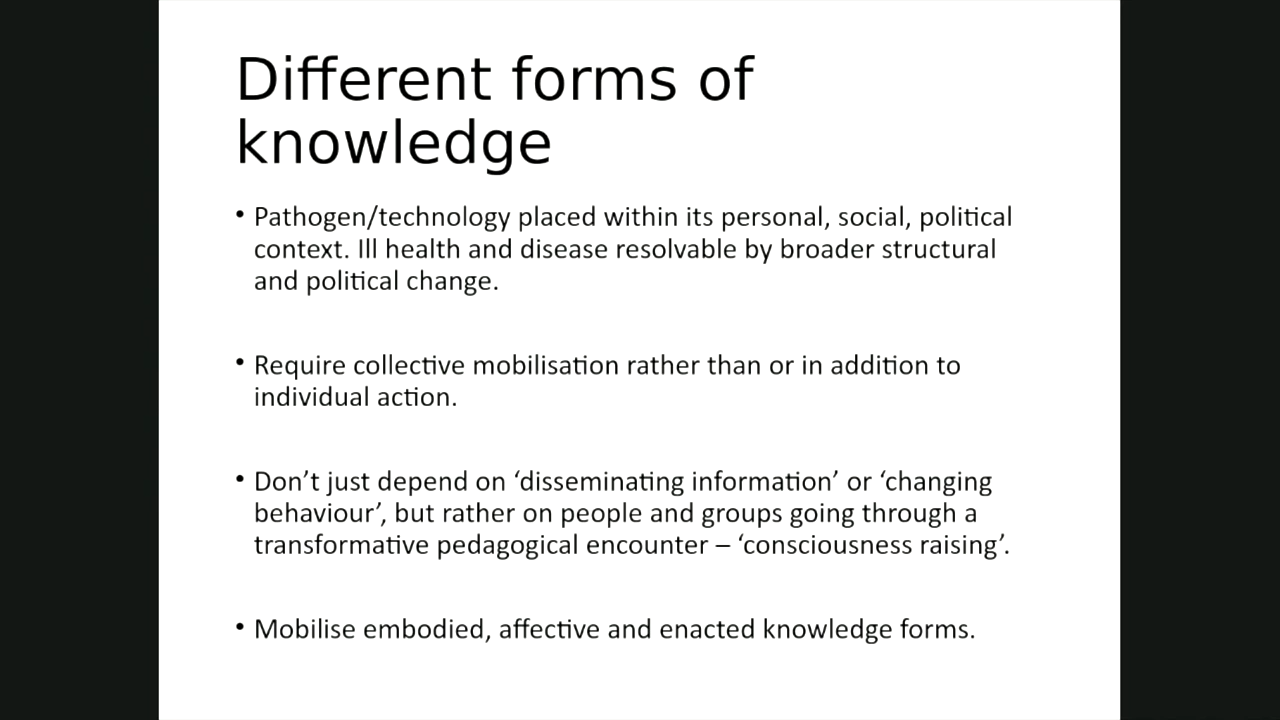 Different forms of
knowledge
• Pathogen/technology placed within its personal, social, political
context. Ill health and disease resolvable by broader structural
and political change.
• Require collective mobilisation rather than or in addition to
individual action.
• Don’t just depend on ‘disseminating information’ or ‘changing
behaviour’, but rather on people and groups going through a
transformative pedagogical encounter – ‘consciousness raising’.
• Mobilise embodied, affective and enacted knowledge forms.